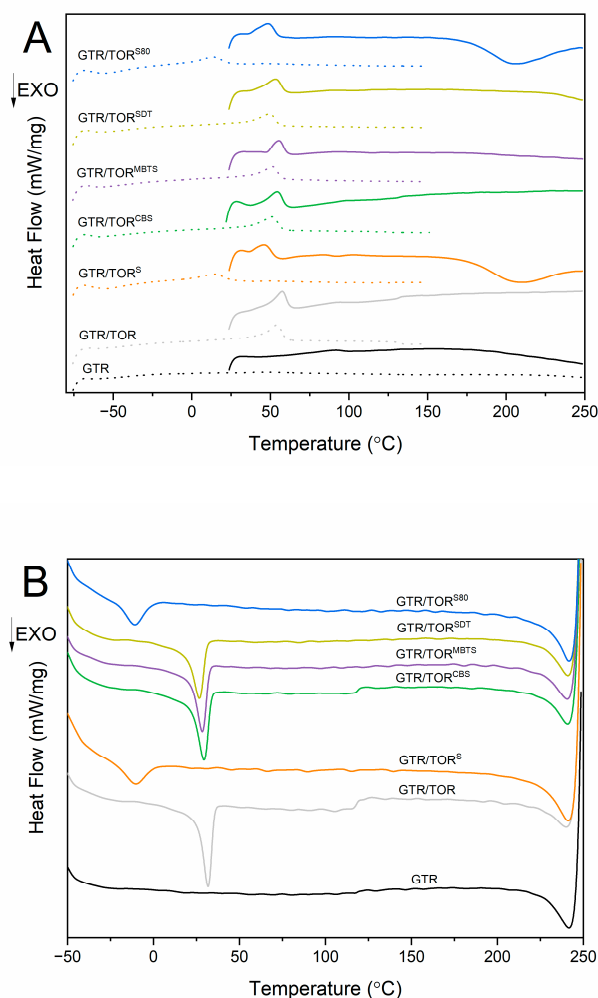 A
EXO
Heat Flow (mW/mg)
GTR/TOR^S80
GTR/TOR^SDT
GTR/TOR^MBTS
GTR/TOR^CBS
GTR/TOR^S
GTR/TOR
GTR
−50 0 50 100 150 200 250
Temperature (°C)
B
EXO
Heat Flow (mW/mg)
GTR/TOR^S80
GTR/TOR^SDT
GTR/TOR^MBTS
GTR/TOR^CBS
GTR/TOR^S
GTR/TOR
GTR
−50 0 50 100 150 200 250
Temperature (°C)